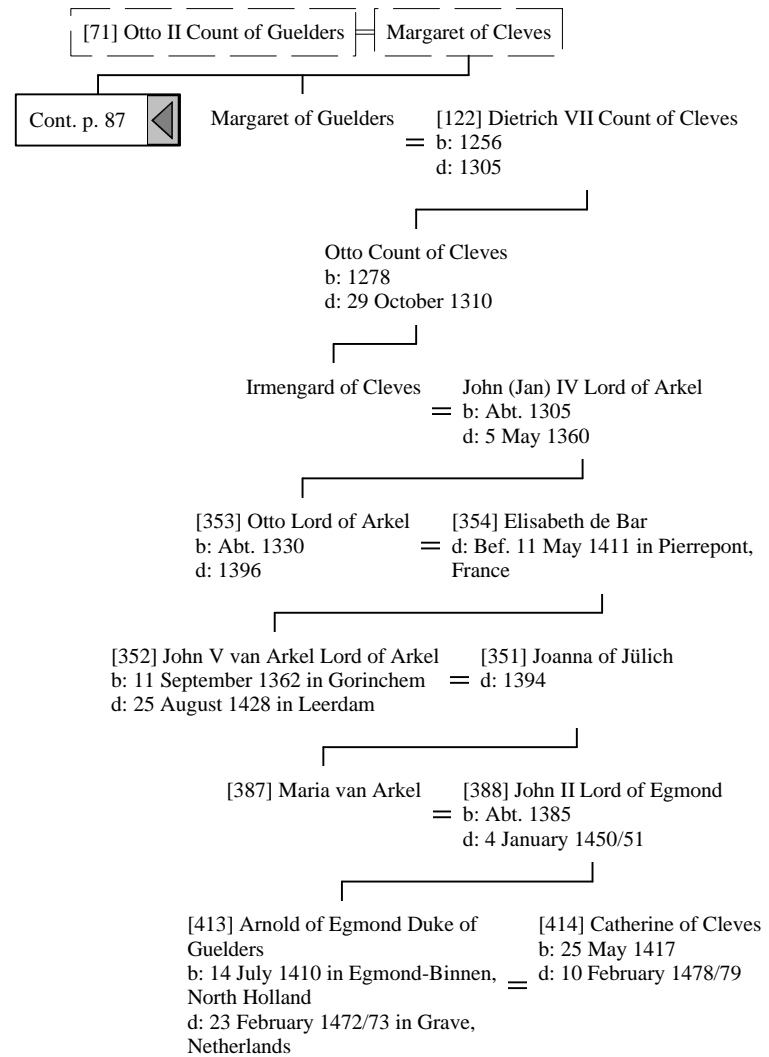 [71] Otto II Count of Guelders
=
Margaret of Cleves
Cont. p. 87
Margaret of Guelders
=
[122] Dietrich VII Count of Cleves
b: 1256
d: 1305
Otto Count of Cleves
b: 1278
d: 29 October 1310
Irmengard of Cleves
=
John (Jan) IV Lord of Arkel
b: Abt. 1305
d: 5 May 1360
[353] Otto Lord of Arkel
b: Abt. 1330
d: 1396
=
[354] Elisabeth de Bar
d: Bef. 11 May 1411 in Pierrepont,
France
[352] John V van Arkel Lord of Arkel
b: 11 September 1362 in Gorinchem
d: 25 August 1428 in Leerdam
=
[351] Joanna of Jülich
d: 1394
[387] Maria van Arkel
=
[388] John II Lord of Egmond
b: Abt. 1385
d: 4 January 1450/51
[413] Arnold of Egmond Duke of
Guelders
b: 14 July 1410 in Egmond-Binnen,
North Holland
d: 23 February 1472/73 in Grave,
Netherlands
=
[414] Catherine of Cleves
b: 25 May 1417
d: 10 February 1478/79